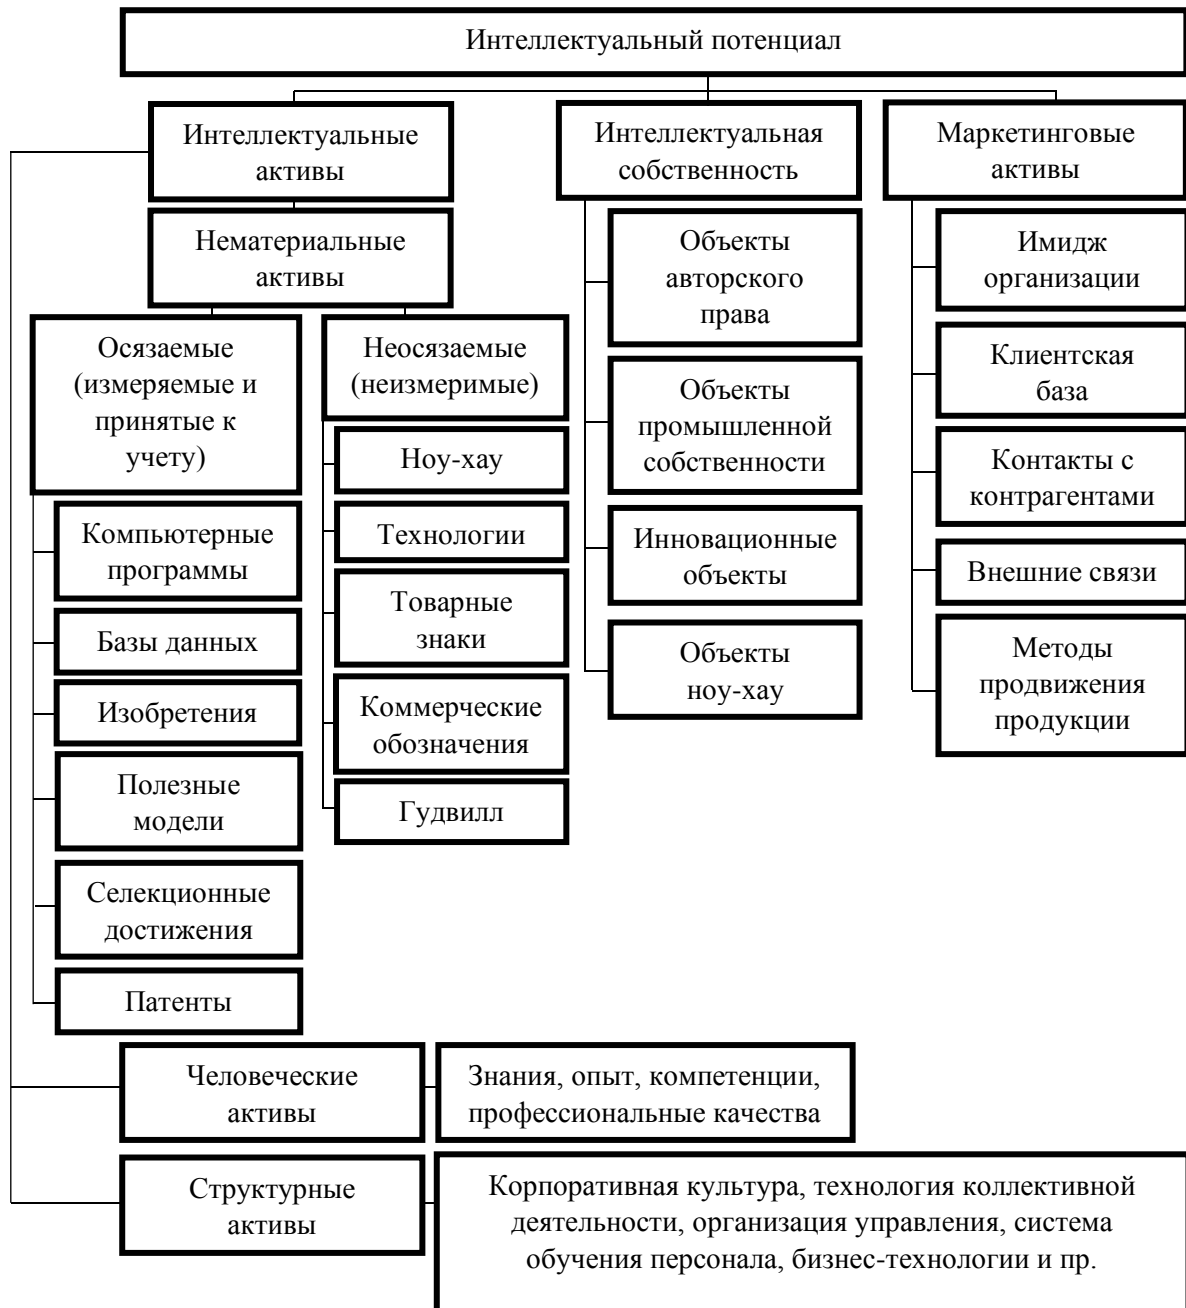 Интеллектуальный потенциал
Интеллектуальные
активы
Интеллектуальная
собственность
Маркетинговые
активы
Нематериальные
активы
Осязаемые
(измеряемые и
принятые к
учету)
Компьютерные
программы
Базы данных
Изобретения
Полезные
модели
Селекционные
достижения
Патенты
Неосязаемые
(неизмеримые)
Ноу-хау
Технологии
Товарные
знаки
Коммерческие
обозначения
Гудвилл
Объекты
авторского
права
Объекты
промышленной
собственности
Инновационные
объекты
Объекты
ноу-хау
Имидж
организации
Клиентская
база
Контакты с
контрагентами
Внешние связи
Методы
продвижения
продукции
Человеческие
активы
Знания, опыт, компетенции,
профессиональные качества
Структурные
активы
Корпоративная культура, технология коллективной
деятельности, организация управления, система
обучения персонала, бизнес-технологии и пр.